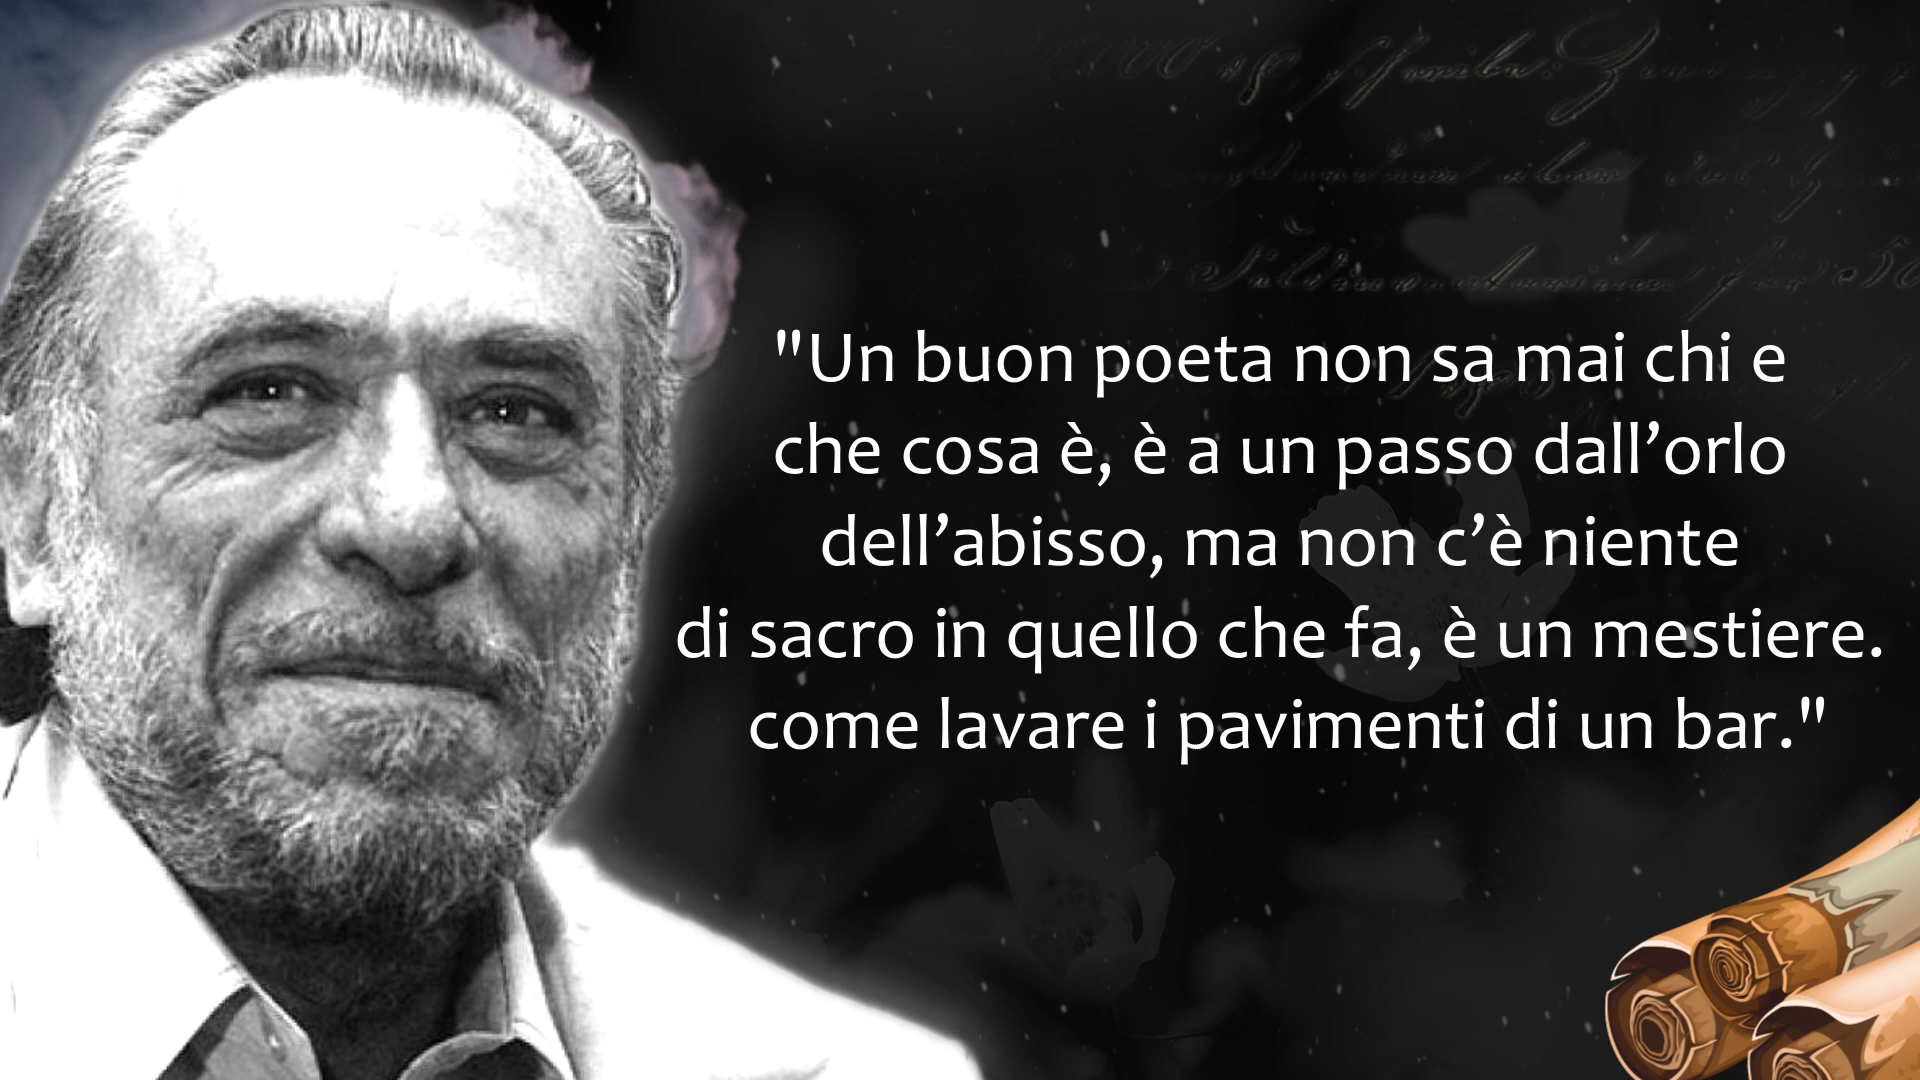 "Un buon poeta non sa mai chi e
che cosa è, è a un passo dall’orlo
dell’abisso, ma non c’è niente
di sacro in quello che fa, è un mestiere.
come lavare i pavimenti di un bar."